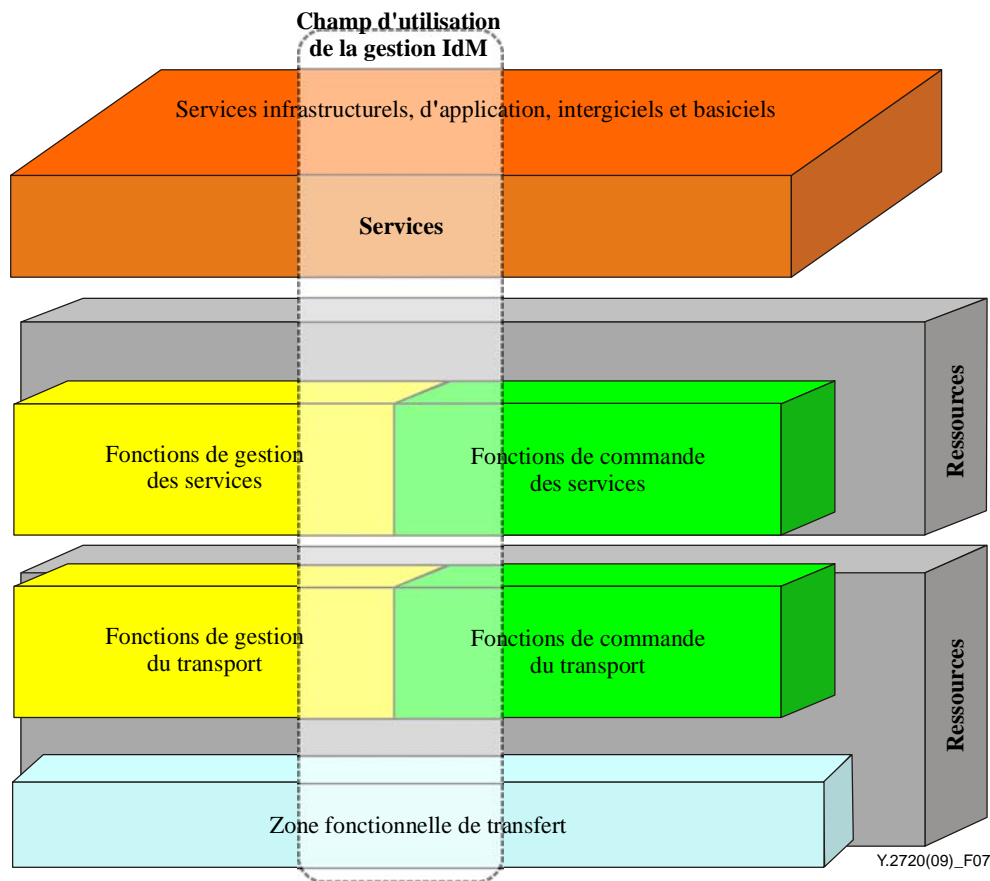 Champ d'utilisation
de la gestion IdM
Services infrastructurels, d'application, intergiciels et basiciels
Services
Ressources
Fonctions de gestion
des services
Fonctions de commande
des services
Ressources
Fonctions de gestion
du transport
Fonctions de commande
du transport
Zone fonctionnelle de transfert
Y.2720(09)_F07